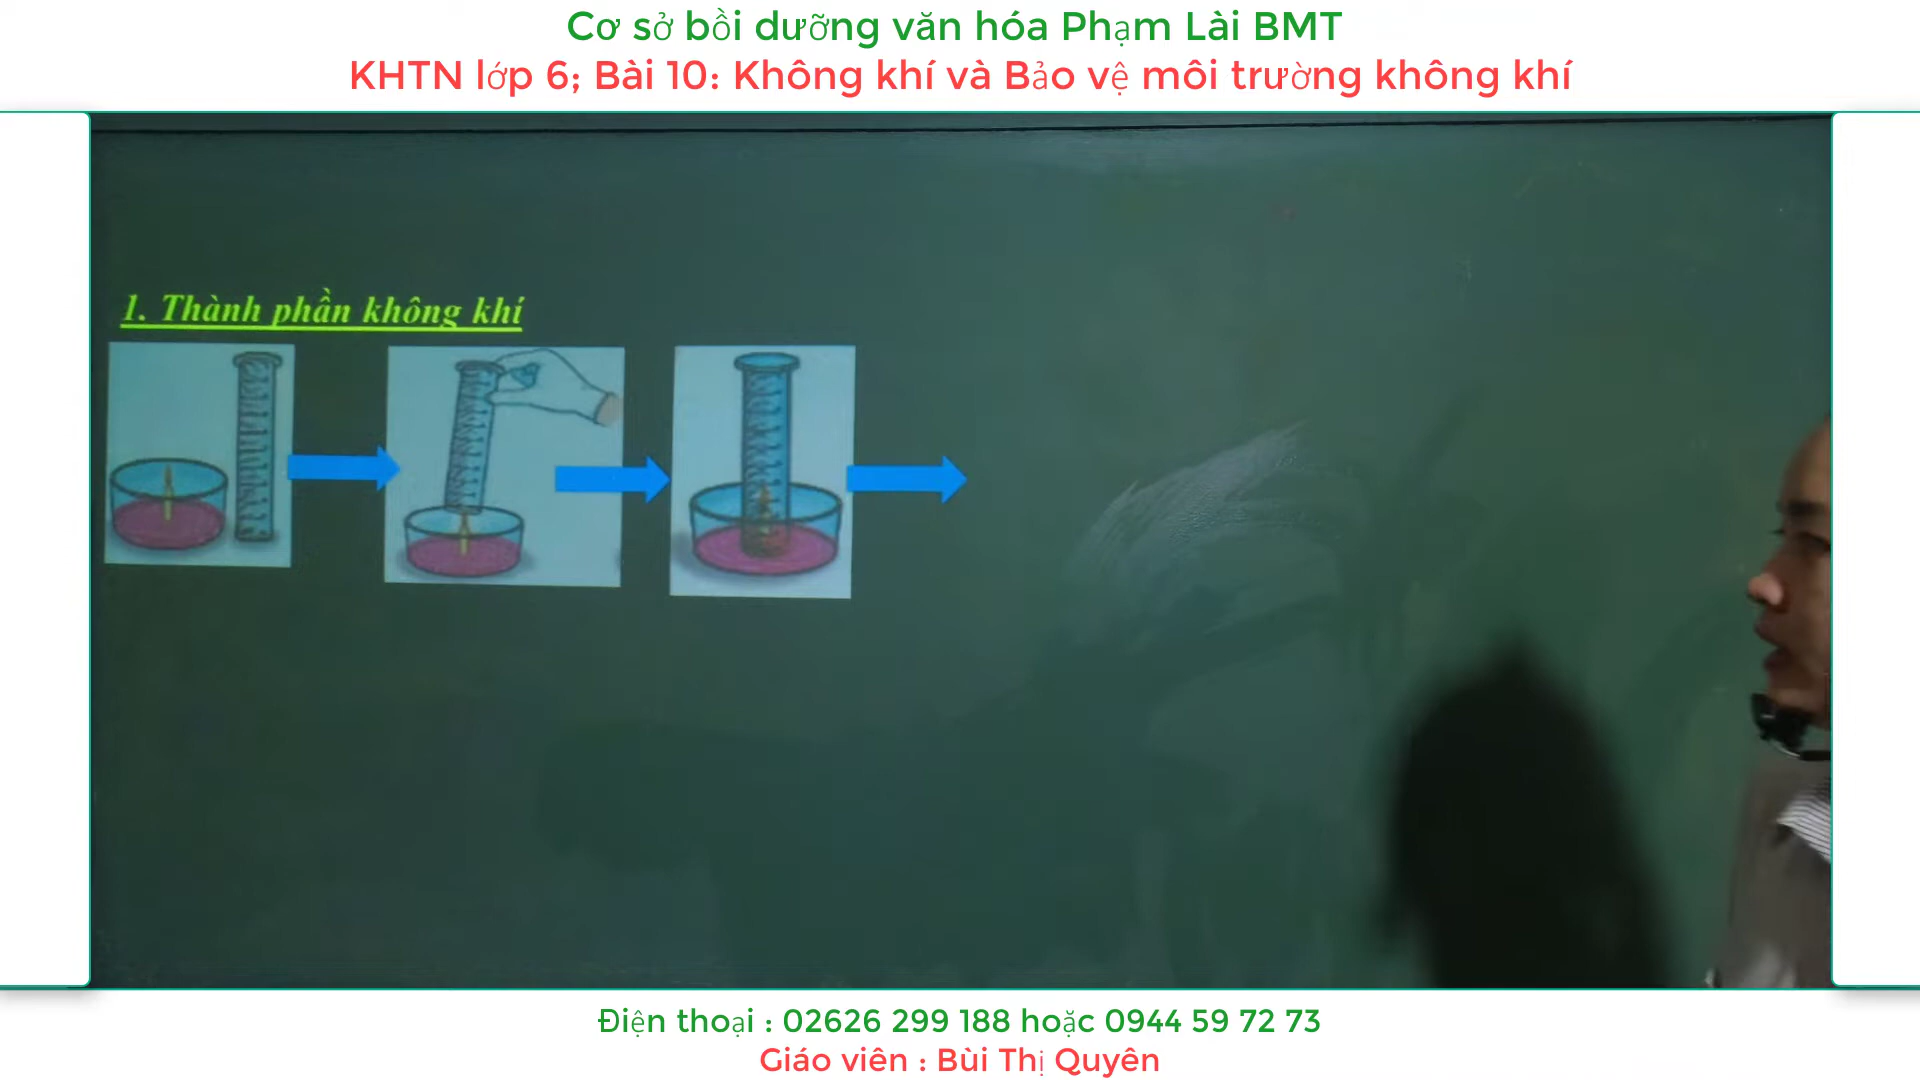 Cơ sở bồi dưỡng văn hóa Phạm Lài BMT
KHTN lớp 6; Bài 10: Không khí và Bảo vệ môi trường không khí
1. Thành phần không khí
Điện thoại : 02626 299 188 hoặc 0944 59 72 73
Giáo viên : Bùi Thị Quyên